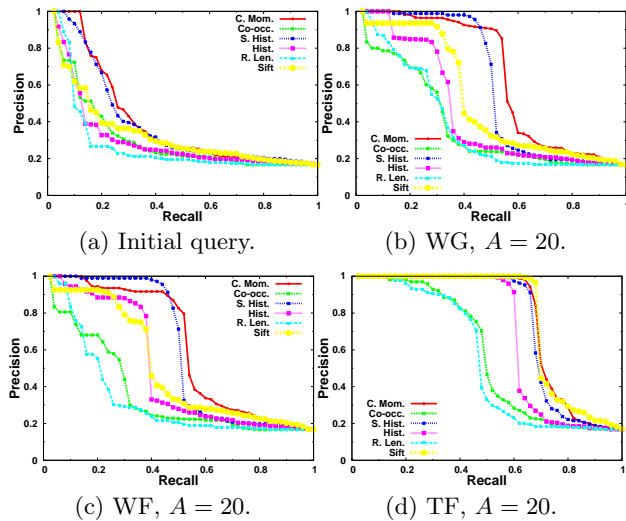 Precision
1
0.8
0.6
0.4
0.2
0
0 0.2 0.4 0.6 0.8 1
Recall
C. Mom.
Co-occ.
S. Hist.
Hist.
R. Len.
Sift
(a) Initial query.
Precision
1
0.8
0.6
0.4
0.2
0
0 0.2 0.4 0.6 0.8 1
Recall
C. Mom.
Co-occ.
S. Hist.
Hist.
R. Len.
Sift
(b) WG, A = 20.
Precision
1
0.8
0.6
0.4
0.2
0
0 0.2 0.4 0.6 0.8 1
Recall
C. Mom.
Co-occ.
S. Hist.
Hist.
R. Len.
Sift
(c) WF, A = 20.
Precision
1
0.8
0.6
0.4
0.2
0
0 0.2 0.4 0.6 0.8 1
Recall
C. Mom.
Co-occ.
S. Hist.
Hist.
R. Len.
Sift
(d) TF, A = 20.